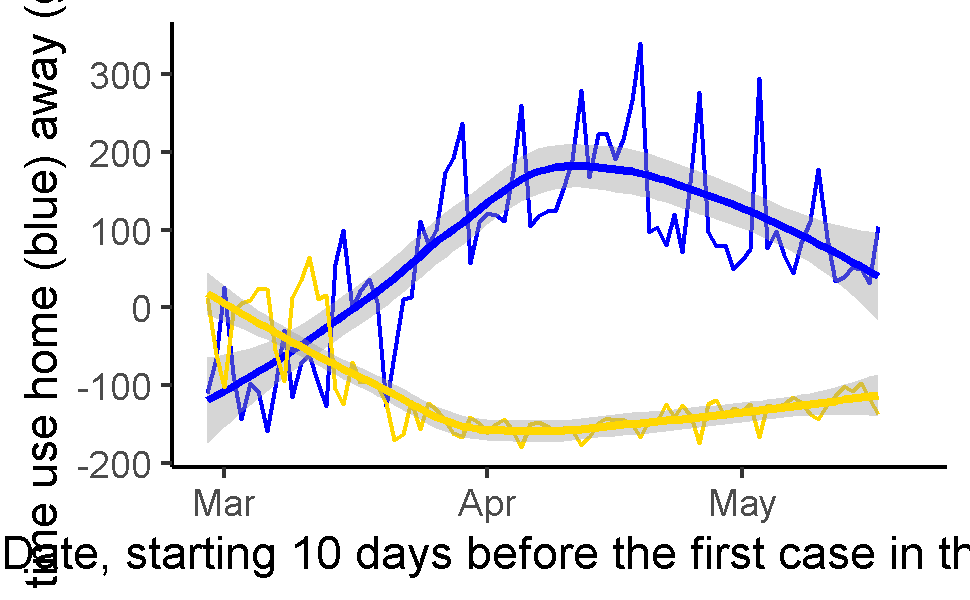 time use home (blue) away (
300
200
100
0
-100
-200
Mar Apr May
Date, starting 10 days before the first case in th